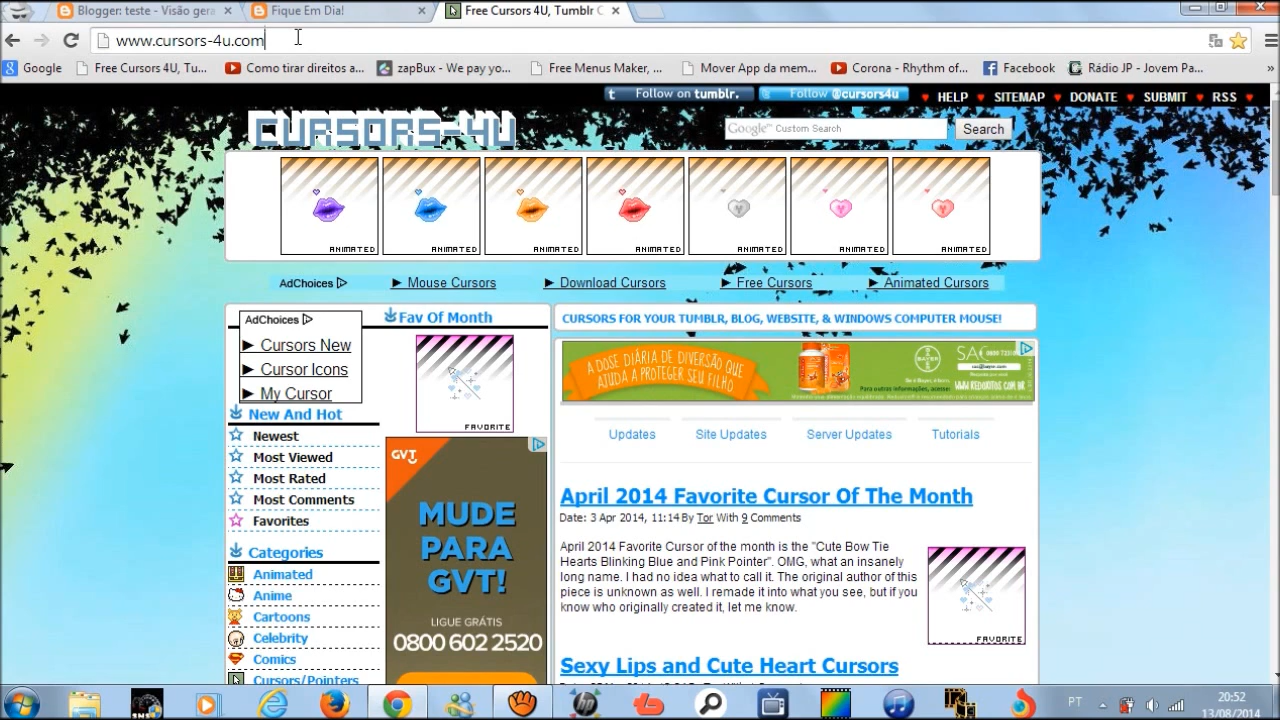 Blogger: teste - Visão gera
Fique Em Dia!
Free Cursors 4U, Tumblr C
www.cursors-4u.com
Google
Free Cursors 4U, Tu...
Como tirar direitos a...
zapBux - We pay yo...
Free Menus Maker, ...
Mover App da mem...
Corona - Rhythm of...
Facebook
Rádio JP - Jovem Pa...
»
Follow on tumblr.
Follow @cursors4u
HELP
SITEMAP
DONATE
SUBMIT
RSS
CURSORS-4U
Google™ Custom Search
Search
ANIMATED
ANIMATED
ANIMATED
ANIMATED
ANIMATED
ANIMATED
ANIMATED
AdChoices
► Mouse Cursors
► Download Cursors
► Free Cursors
► Animated Cursors
AdChoices
► Cursors New
► Cursor Icons
► My Cursor
New And Hot
Newest
Most Viewed
Most Rated
Most Comments
Favorites
Categories
Animated
Anime
Cartoons
Celebrity
Comics
Cursors/Pointers
Fav Of Month
FAVORITE
GVT
MUDE
PARA
GVT!
LIGUE GRÁTIS
0800 602 2520
CURSORS FOR YOUR TUMBLR, BLOG, WEBSITE, & WINDOWS COMPUTER MOUSE!
A DOSE DIÁRIA DE DIVERSÃO QUE
AJUDA A PROTEGER SEU FILHO
BAYER
SAC
Para outras informações, acesse:
WWW.REDOXITOS.COM.BR
Updates
Site Updates
Server Updates
Tutorials
April 2014 Favorite Cursor Of The Month
Date: 3 Apr 2014, 11:14 By Tor With 9 Comments
April 2014 Favorite Cursor of the month is the "Cute Bow Tie
Hearts Blinking Blue and Pink Pointer". OMG, what an insanely
long name. I had no idea what to call it. The original author of this
piece is unknown as well. I remade it into what you see, but if you
know who originally created it, let me know.
FAVORITE
Sexy Lips and Cute Heart Cursors
PT
20:52
13/08/2014